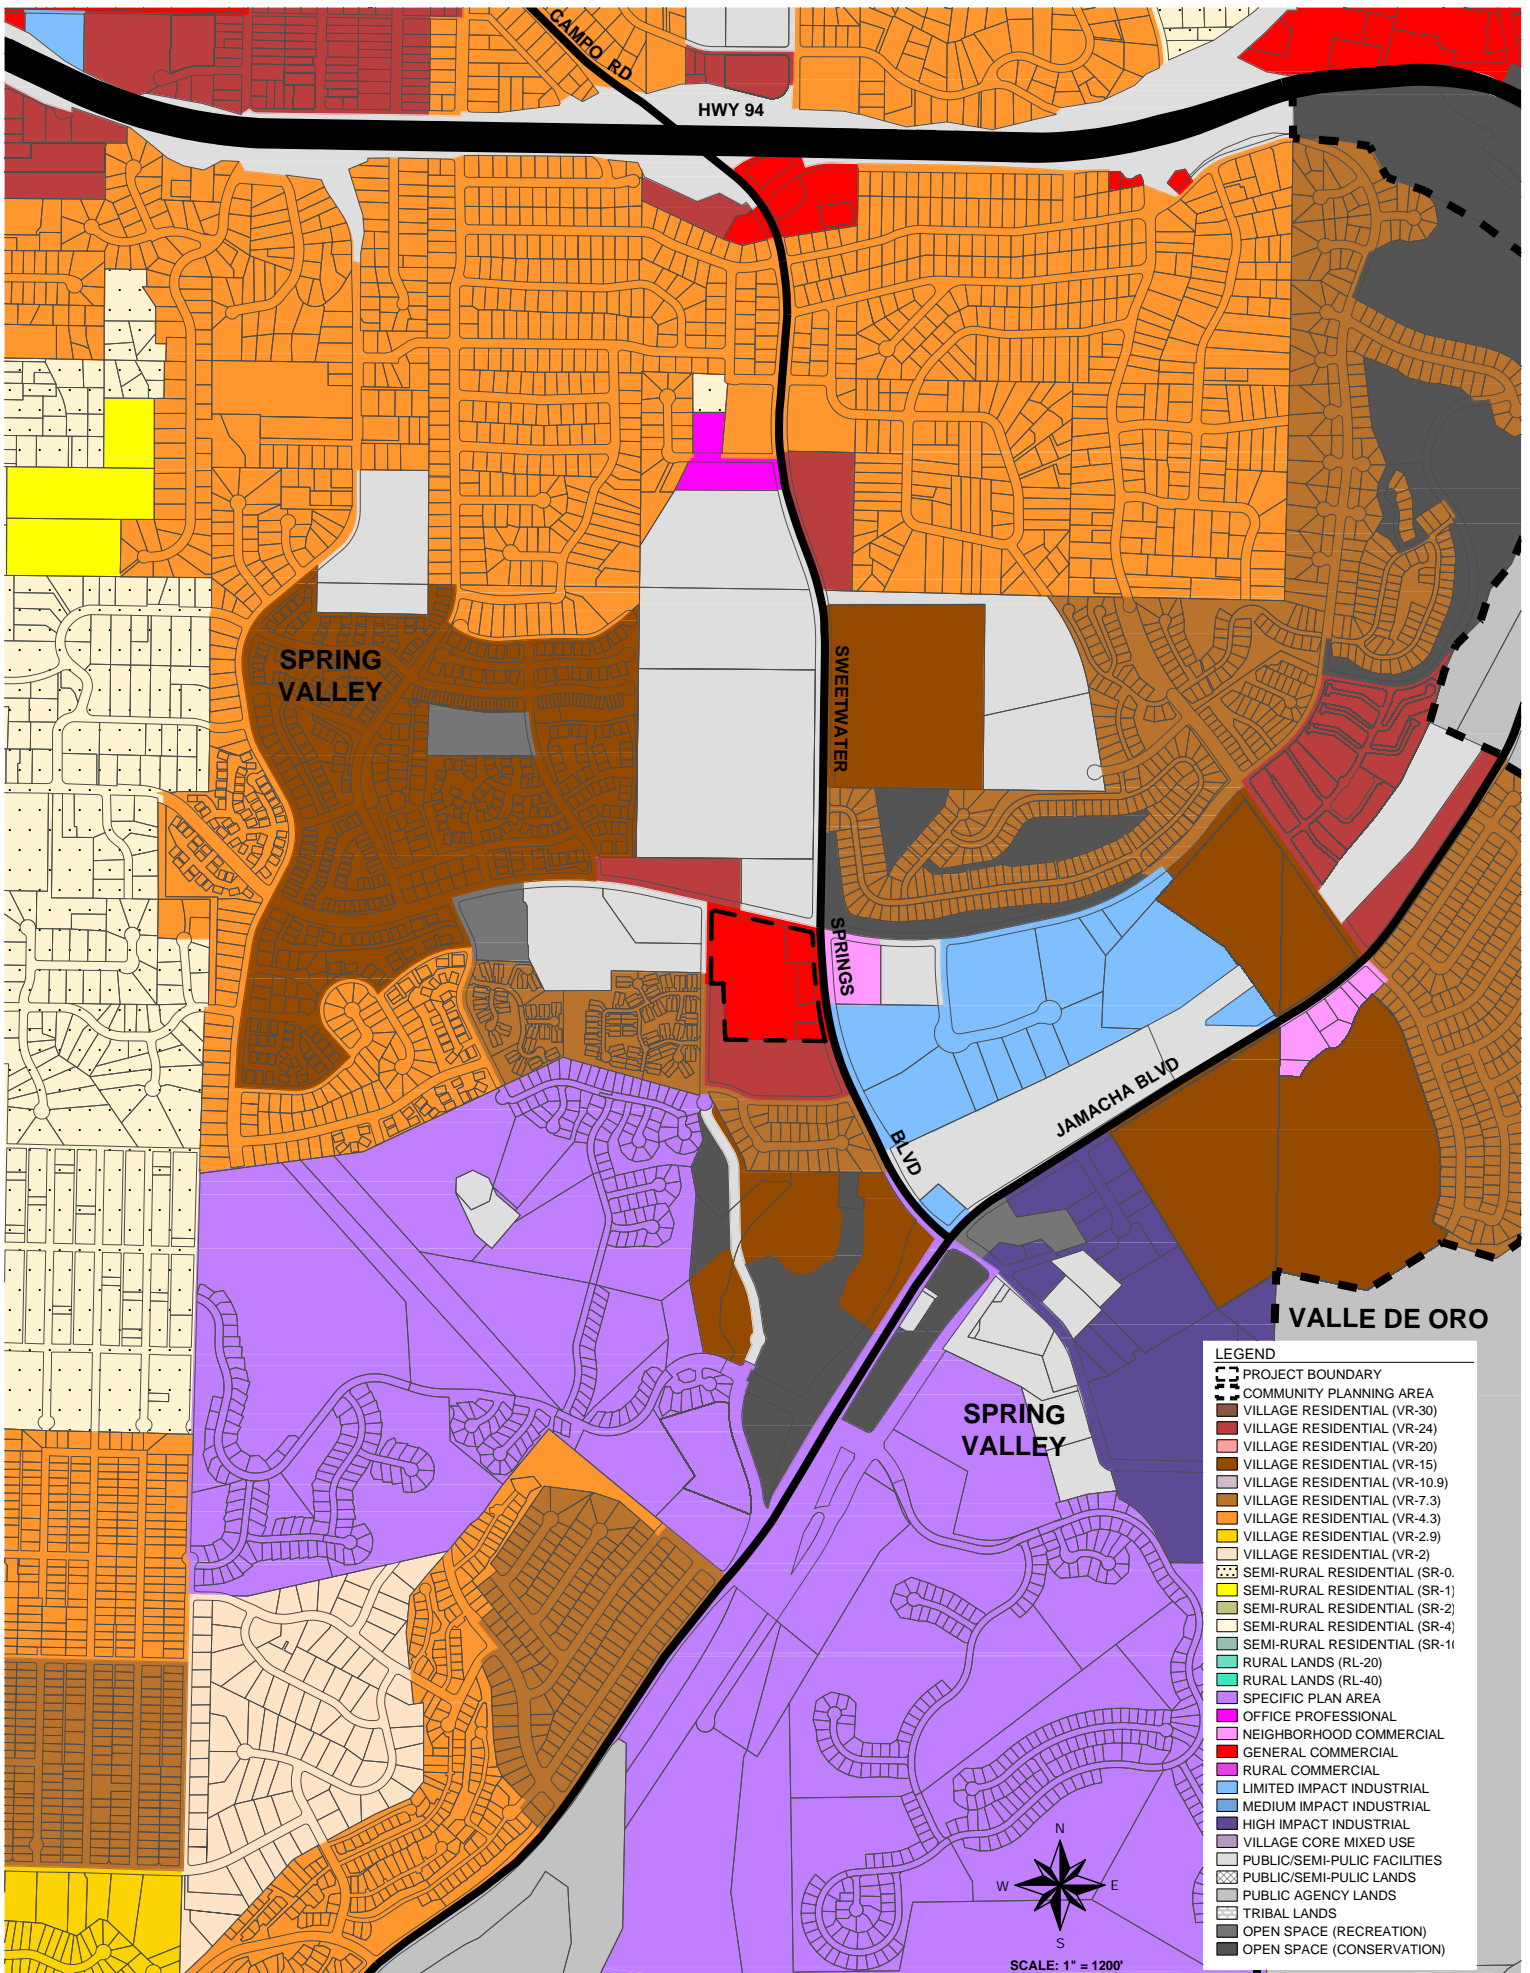 CAMPO RD
HWY 94
SPRING
VALLEY
SWEETWATER
SPRINGS
BLVD
JAMACHA BLVD
VALLE DE ORO
SPRING
VALLEY
LEGEND
PROJECT BOUNDARY
COMMUNITY PLANNING AREA
VILLAGE RESIDENTIAL (VR-30)
VILLAGE RESIDENTIAL (VR-24)
VILLAGE RESIDENTIAL (VR-20)
VILLAGE RESIDENTIAL (VR-15)
VILLAGE RESIDENTIAL (VR-10.9)
VILLAGE RESIDENTIAL (VR-7.3)
VILLAGE RESIDENTIAL (VR-4.3)
VILLAGE RESIDENTIAL (VR-2.9)
VILLAGE RESIDENTIAL (VR-2)
SEMI-RURAL RESIDENTIAL (SR-0.
SEMI-RURAL RESIDENTIAL (SR-1)
SEMI-RURAL RESIDENTIAL (SR-2)
SEMI-RURAL RESIDENTIAL (SR-4)
SEMI-RURAL RESIDENTIAL (SR-1
RURAL LANDS (RL-20)
RURAL LANDS (RL-40)
SPECIFIC PLAN AREA
OFFICE PROFESSIONAL
NEIGHBORHOOD COMMERCIAL
GENERAL COMMERCIAL
RURAL COMMERCIAL
LIMITED IMPACT INDUSTRIAL
MEDIUM IMPACT INDUSTRIAL
HIGH IMPACT INDUSTRIAL
VILLAGE CORE MIXED USE
PUBLIC/SEMI-PULIC FACILITIES
PUBLIC/SEMI-PULIC LANDS
PUBLIC AGENCY LANDS
TRIBAL LANDS
OPEN SPACE (RECREATION)
OPEN SPACE (CONSERVATION)
N
W E
S
SCALE: 1" = 1200'